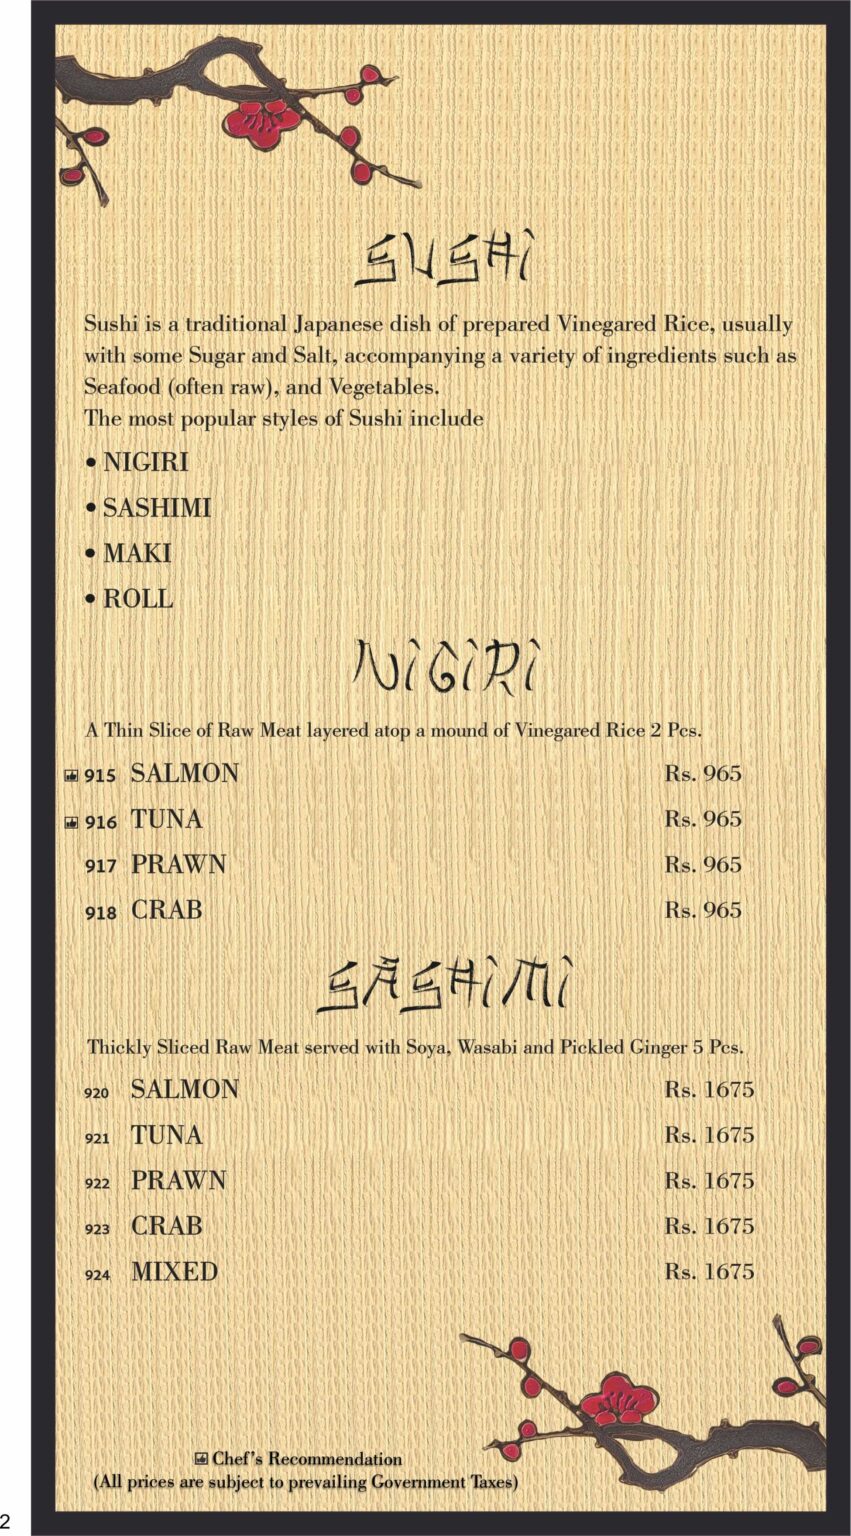 SUSHI
Sushi is a traditional Japanese dish of prepared Vinegared Rice, usually
with some Sugar and Salt, accompanying a variety of ingredients such as
Seafood (often raw), and Vegetables.
The most popular styles of Sushi include
• NIGIRI
• SASHIMI
• MAKI
• ROLL
NIGIRI
A Thin Slice of Raw Meat layered atop a mound of Vinegared Rice 2 Pcs.
915 SALMON Rs. 965
916 TUNA Rs. 965
917 PRAWN Rs. 965
918 CRAB Rs. 965
SASHIMI
Thickly Sliced Raw Meat served with Soya, Wasabi and Pickled Ginger 5 Pcs.
920 SALMON Rs. 1675
921 TUNA Rs. 1675
922 PRAWN Rs. 1675
923 CRAB Rs. 1675
924 MIXED Rs. 1675
Chef's Recommendation
(All prices are subject to prevailing Government Taxes)
2